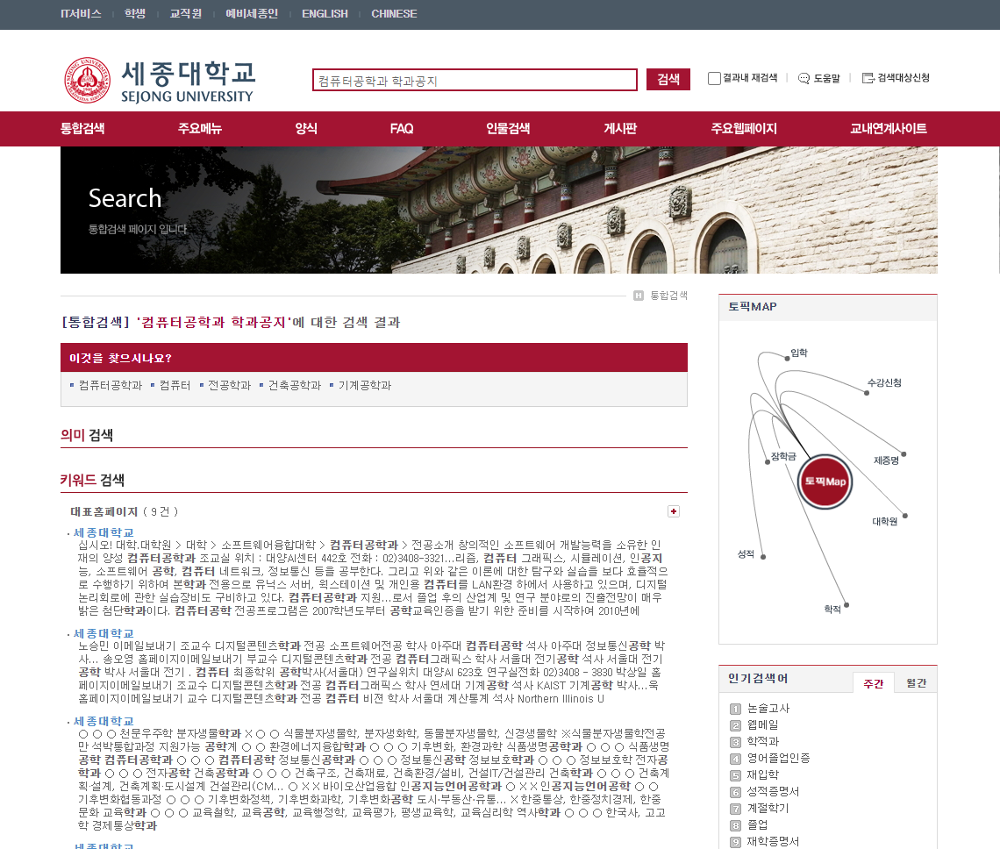 IT서비스 학생 교직원 예비세종인 ENGLISH CHINESE
세종대학교
SEJONG UNIVERSITY
컴퓨터공학과 학과공지 검색 결과내 재검색 도움말 검색대상신청
통합검색 주요메뉴 양식 FAQ 인물검색 게시판 주요웹페이지 교내연계사이트
Search
통합검색 페이지 입니다
H 통합검색
[통합검색] '컴퓨터공학과 학과공지'에 대한 검색 결과
이것을 찾으시나요?
컴퓨터공학과 컴퓨터 전공학과 건축공학과 기계공학과
의미 검색
키워드 검색
대표홈페이지 ( 9 건 )
세종대학교
십시오! 대학.대학원 > 대학 > 소프트웨어융합대학 > 컴퓨터공학과 > 전공소개 창의적인 소프트웨어 개발능력을 소유한 인
재의 양성 컴퓨터공학과 조교실 위치 : 대양AI센터 442호 전화 : 02)3408-3321...리즘, 컴퓨터 그래픽스, 시뮬레이션, 인공지
능, 소프트웨어 공학, 컴퓨터 네트워크, 정보통신 등을 공부한다. 그리고 위와 같은 이론에 대한 탐구와 실습을 보다 효율적으
로 수행하기 위하여 본학과 전용으로 유닉스 서버, 워크스테이션 및 개인용 컴퓨터를 LAN환경 하에서 사용하고 있으며, 디지털
논리회로에 관한 실습장비도 구비하고 있다. 컴퓨터공학과 지원...로서 졸업 후의 산업계 및 연구 분야로의 진출전망이 매우
밝은 첨단학과이다. 컴퓨터공학 전공프로그램은 2007학년도부터 공학교육인증을 받기 위한 준비를 시작하여 2010년에
세종대학교
노승민 이메일보내기 조교수 디지털콘텐츠학과 전공 소프트웨어전공 학사 아주대 컴퓨터공학 석사 아주대 정보통신공학 박
사... 송오영 홈페이지이메일보내기 부교수 디지털콘텐츠학과 전공 컴퓨터그래픽스 학사 서울대 전기공학 석사 서울대 전기
공학 박사 서울대 전기 . 컴퓨터 최종학위 공학박사(서울대) 연구실위치 대양AI 623호 연구실전화 02)3408 - 3830 박상일 홈
페이지이메일보내기 조교수 디지털콘텐츠학과 전공 컴퓨터그래픽스 학사 연세대 기계공학 석사 KAIST 기계공학 박사...욱
홈페이지이메일보내기 교수 디지털콘텐츠학과 전공 컴퓨터 비젼 학사 서울대 계산통계 석사 Northern Illinois U
세종대학교
○ ○ ○ 천문우주학 분자생물학과 X ○ ○ 식물분자생물학, 분자생화학, 동물분자생물학, 신경생물학 ※식물분자생물학전공
만 석박통합과정 지원가능 공학계 ○ ○ 환경에너지융합학과 ○ ○ ○ 기후변화, 환경과학 식품생명공학과 ○ ○ ○ 식품생명
공학 컴퓨터공학과 ○ ○ ○ 컴퓨터공학 정보통신공학과 ○ ○ ○ 정보통신공학 정보보호학과 ○ ○ ○ 정보보호학 전자공
학과 ○ ○ ○ 전자공학 건축공학과 ○ ○ ○ 건축구조, 건축재료, 건축환경/설비, 건설IT/건설관리 건축학과 ○ ○ ○ 건축계
획·설계, 건축계획·도시설계 건설관리(CM... ○ X X 바이오산업융합 인공지능언어공학과 ○ X X 인공지능언어공학 ○ ○
기후변화협동과정 ○ ○ ○ 기후변화정책, 기후변화과학, 기후변화공학 도시·부동산·유통... X 한중통상, 한중정치경제, 한중
문화 교육학과 ○ ○ ○ 교육철학, 교육공학, 교육행정학, 교육평가, 평생교육학, 교육심리학 역사학과 ○ ○ ○ 한국사, 고고
학 경제통상학과
세종대학교
토픽MAP
입학
수강신청
장학금
제증명
토픽Map
대학원
성적
학적
인기검색어 주간 월간
1 논술고사
2 웹메일
3 학적과
4 영어졸업인증
5 재입학
6 성적증명서
7 계절학기
8 졸업
9 재학증명서